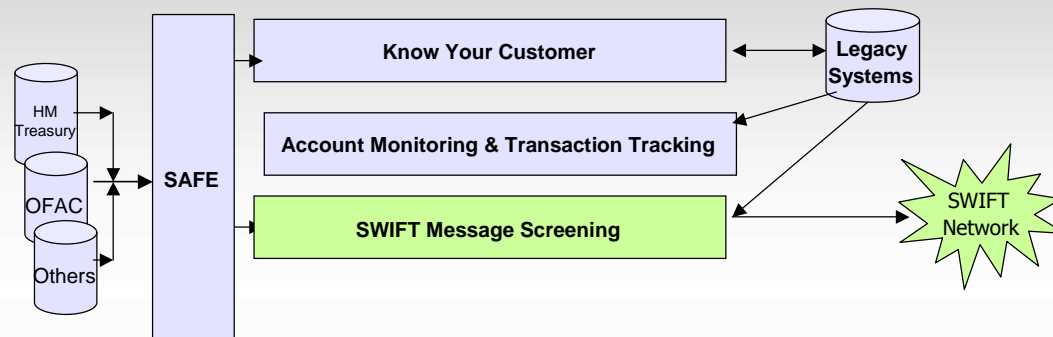 Know Your Customer
Legacy
Systems
HM
Treasury
Account Monitoring & Transaction Tracking
SAFE
OFAC
SWIFT Message Screening
SWIFT
Network
Others